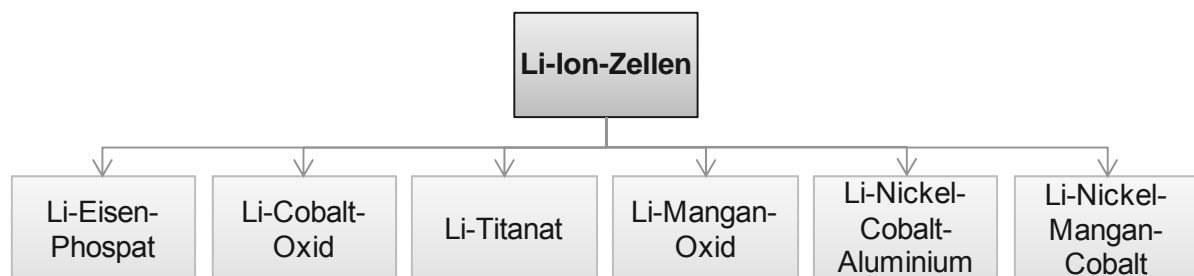 Li-Ion-Zellen
Li-Eisen-
Phospat
Li-Cobalt-
Oxid
Li-Titanat
Li-Mangan-
Oxid
Li-Nickel-
Cobalt-
Aluminium
Li-Nickel-
Mangan-
Cobalt